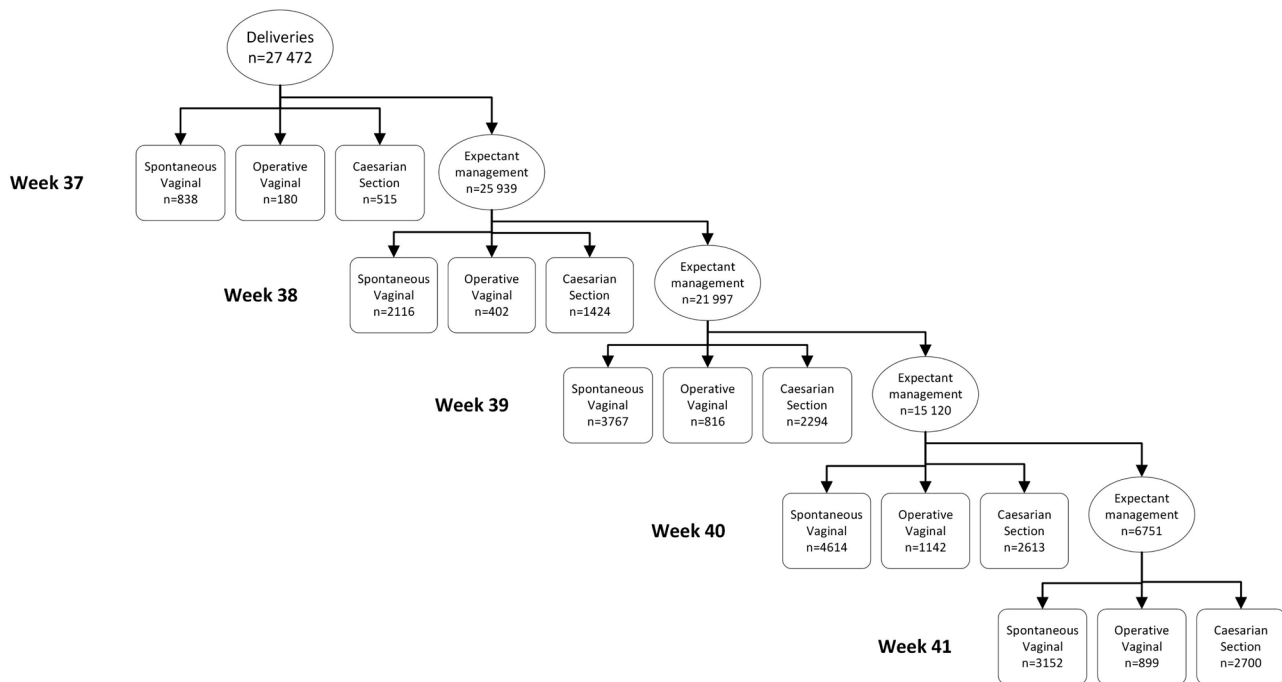 Deliveries
n=27 472
Week 37
Spontaneous
Vaginal
n=838
Operative
Vaginal
n=180
Caesarian
Section
n=515
Expectant
management
n=25 939
Week 38
Spontaneous
Vaginal
n=2116
Operative
Vaginal
n=402
Caesarian
Section
n=1424
Expectant
management
n=21 997
Week 39
Spontaneous
Vaginal
n=3767
Operative
Vaginal
n=816
Caesarian
Section
n=2294
Expectant
management
n=15 120
Week 40
Spontaneous
Vaginal
n=4614
Operative
Vaginal
n=1142
Caesarian
Section
n=2613
Expectant
management
n=6751
Week 41
Spontaneous
Vaginal
n=3152
Operative
Vaginal
n=899
Caesarian
Section
n=2700